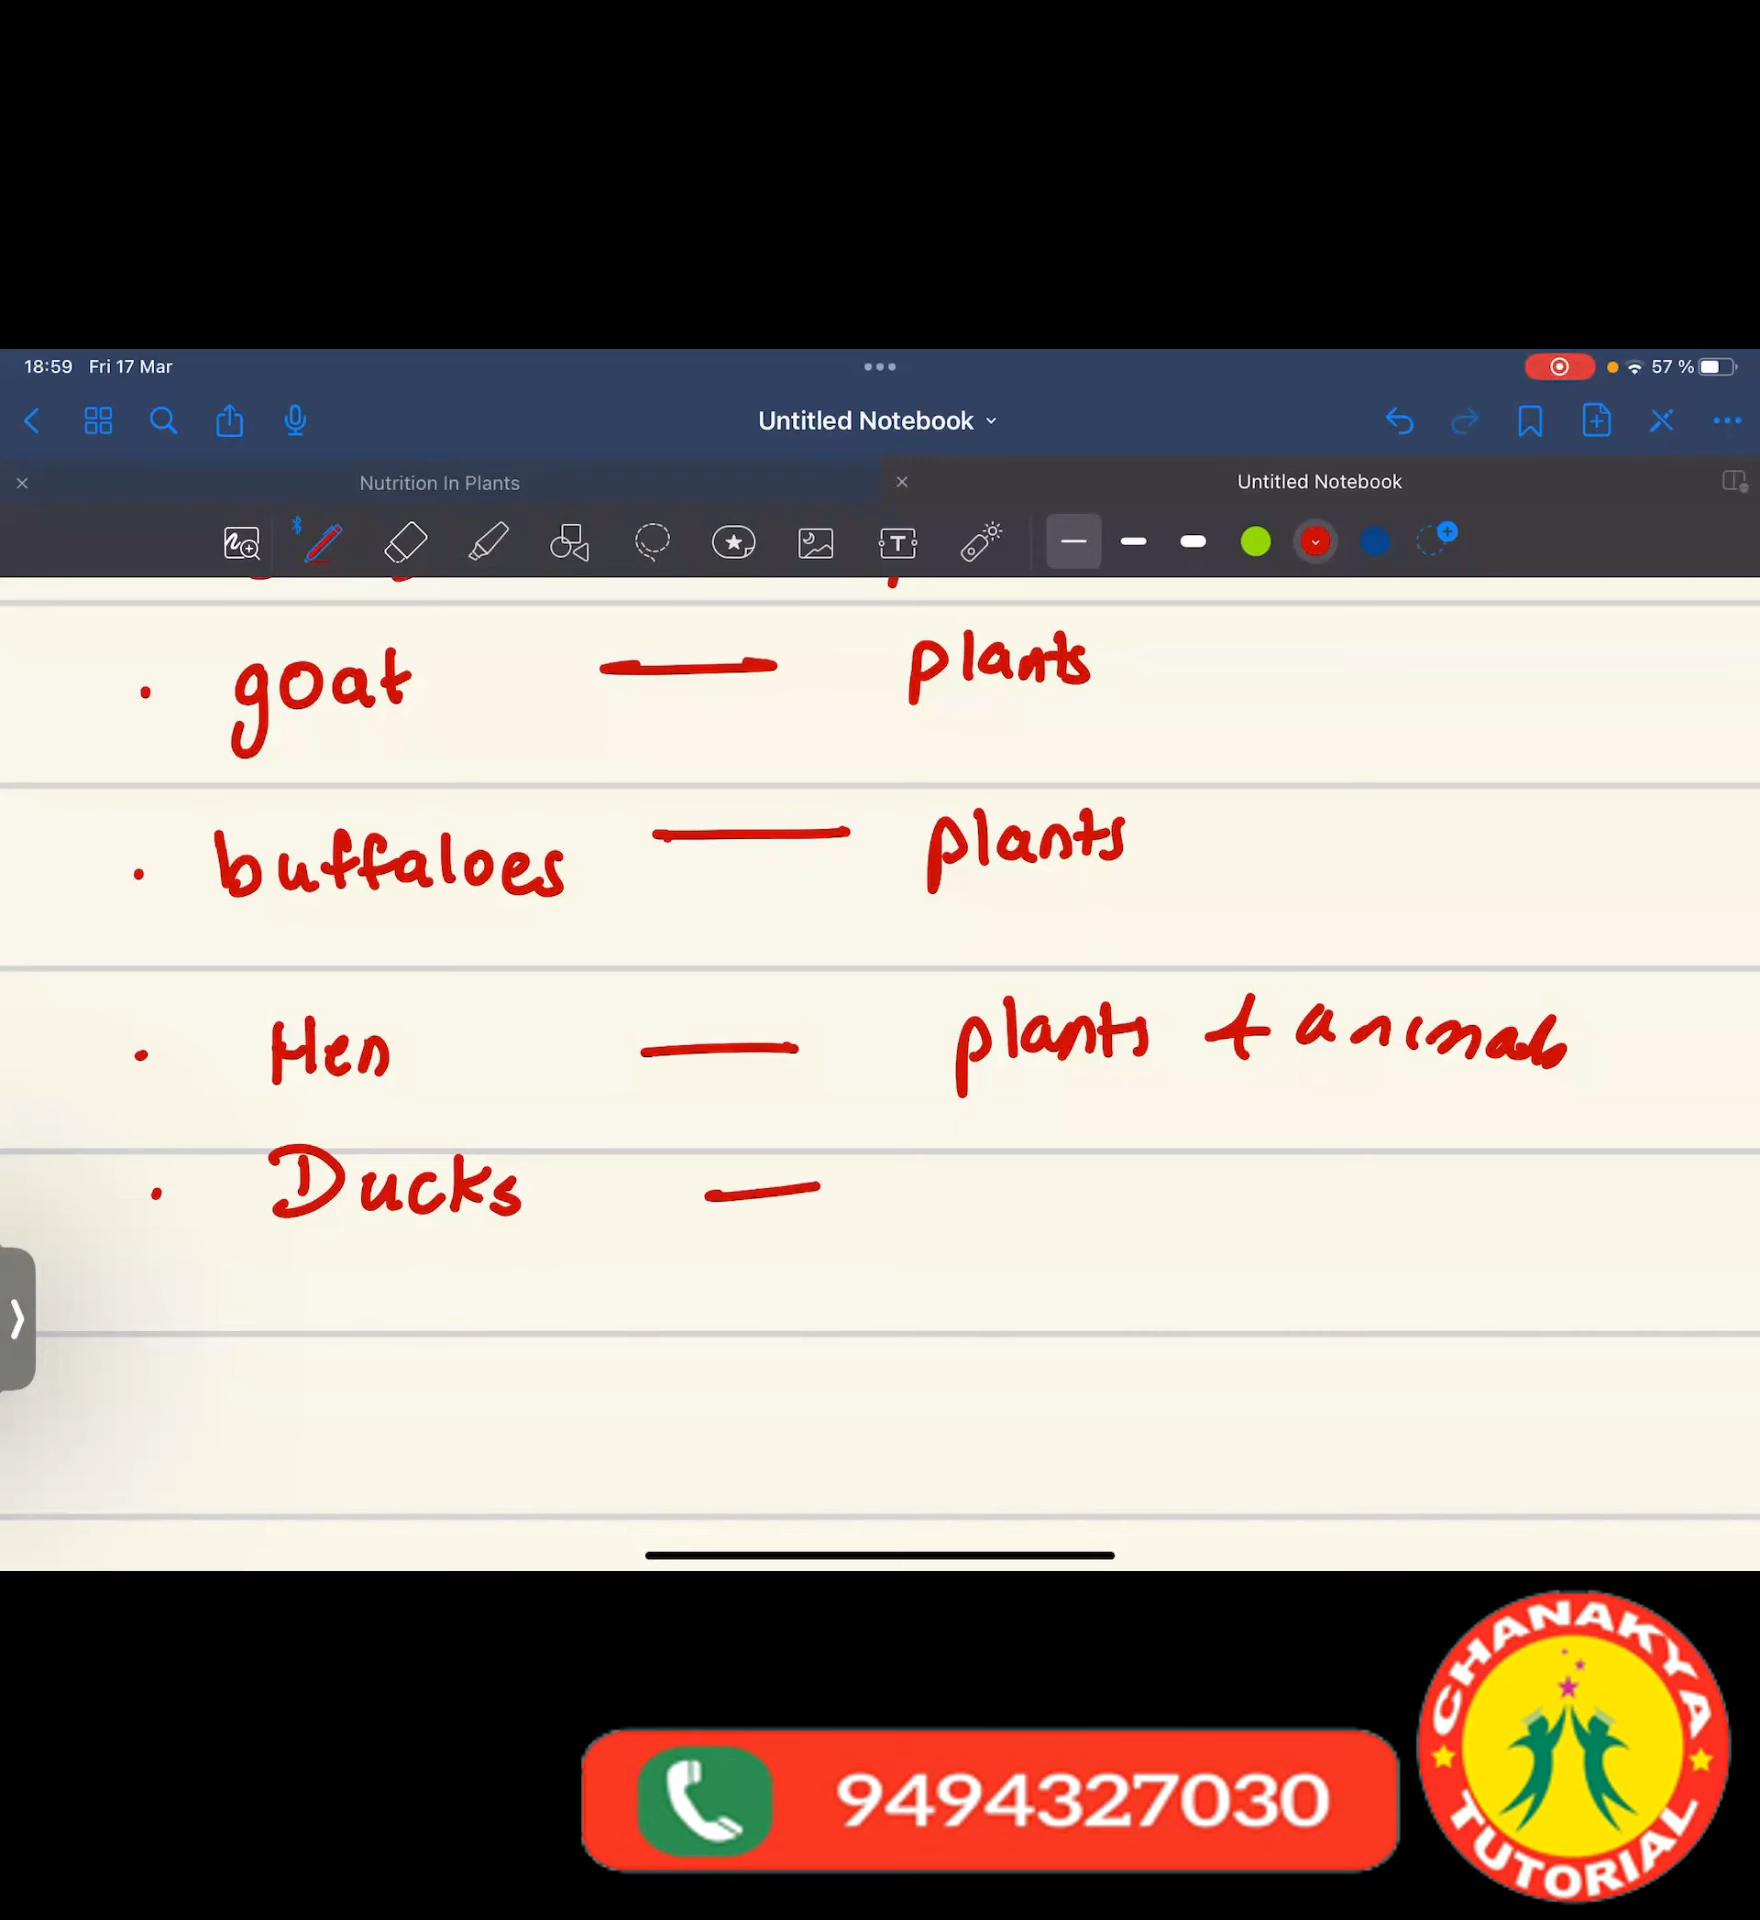 18:59 Fri 17 Mar
57 %
Untitled Notebook
Nutrition In Plants
Untitled Notebook
T
. goat — plants
. buffaloes — plants
. Hen — plants + animals
. Ducks —
9494327030
CHANAKYA
TUTORIAL